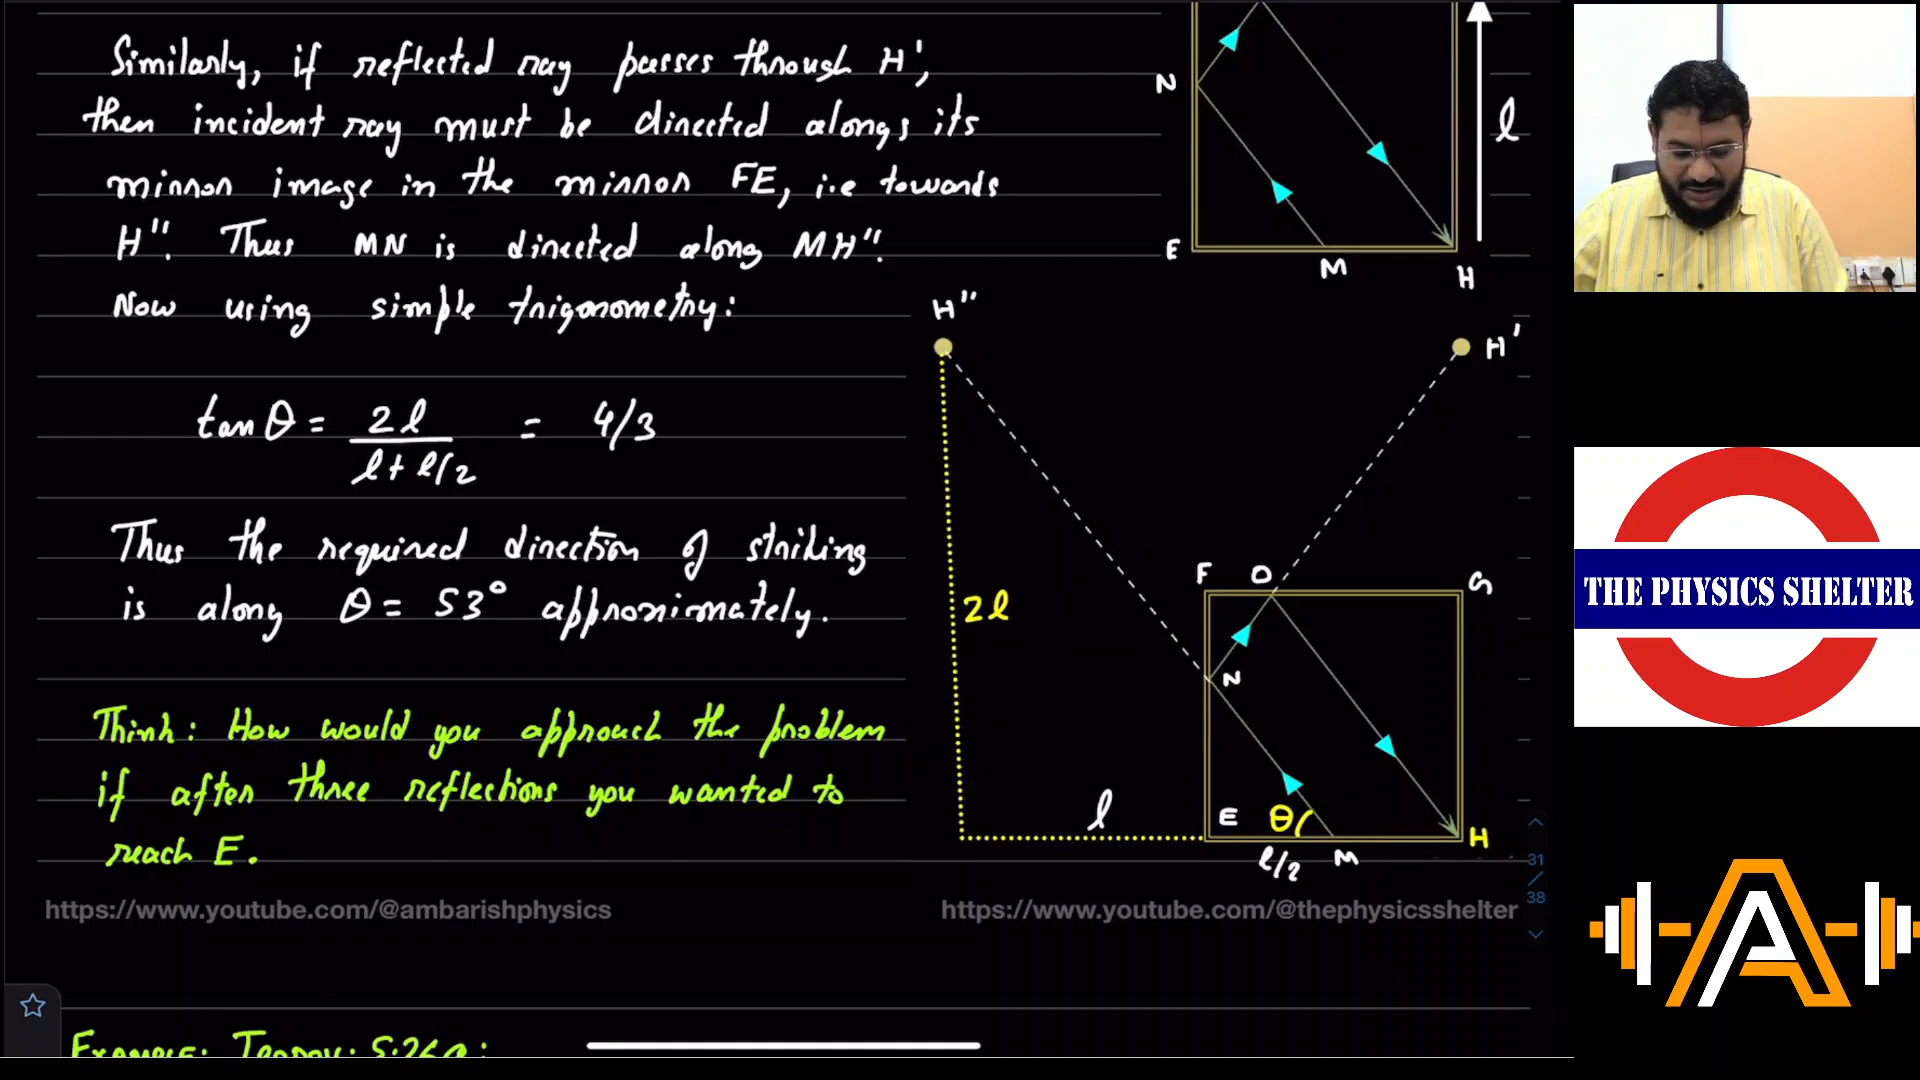 Similarly, if reflected ray passes through H',
then incident ray must be directed along its
mirror image in the mirror FE, i.e towards
H". Thus MN is directed along MH".
Now using simple trigonometry:
tan θ = 2l / l + l/2 = 4/3
Thus the required direction of striking
is along θ = 53° approximately.
Think: How would you approach the problem
if after three reflections you wanted to
reach E.
https://www.youtube.com/@ambarishphysics
N
l
E
M
H
H"
H'
F
O
G
2l
N
l
E
θ
H
l/2
M
31
/
38
https://www.youtube.com/@thephysicsshelter
EXAMPLE:
THE PHYSICS SHELTER
A